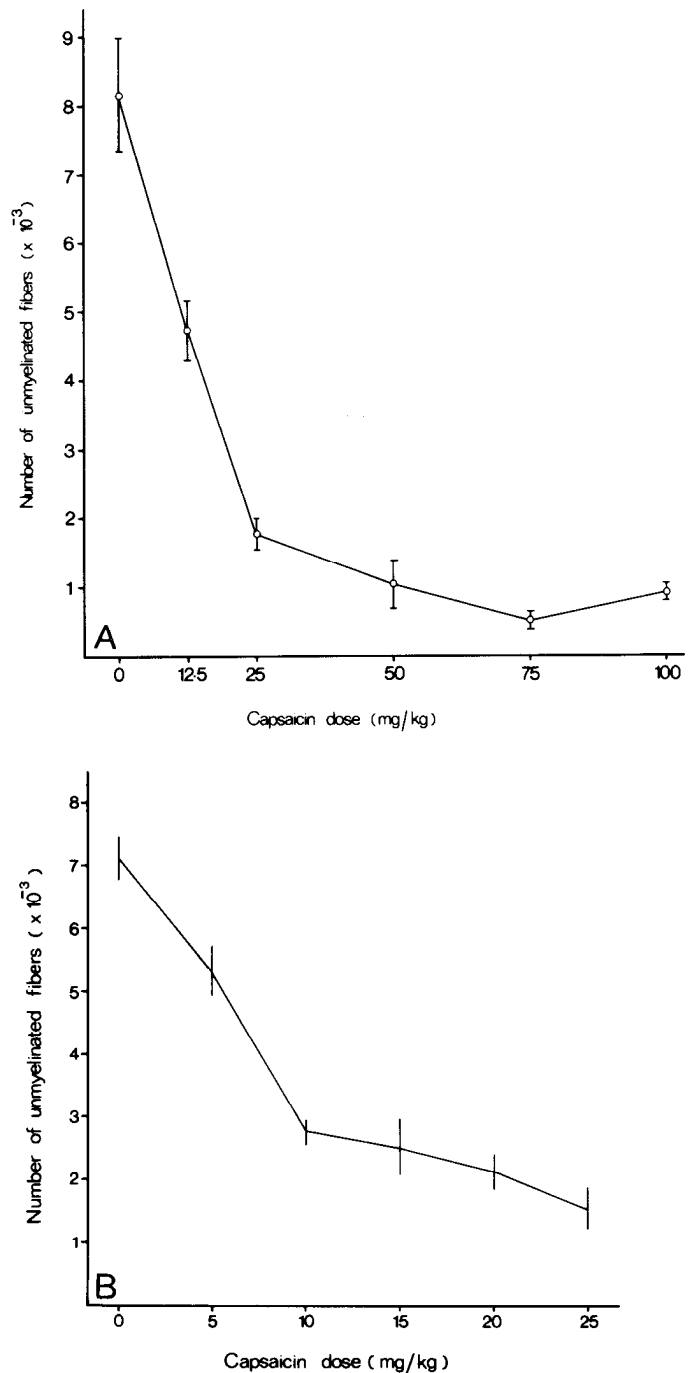 9
8
7
6
5
4
3
2
1
Number of unmyelinated fibers (x 10⁻³)
A
0 12·5 25 50 75 100
Capsaicin dose (mg/kg)
8
7
6
5
4
3
2
1
Number of unmyelinated fibers (x 10⁻³)
B
0 5 10 15 20 25
Capsaicin dose (mg/kg)